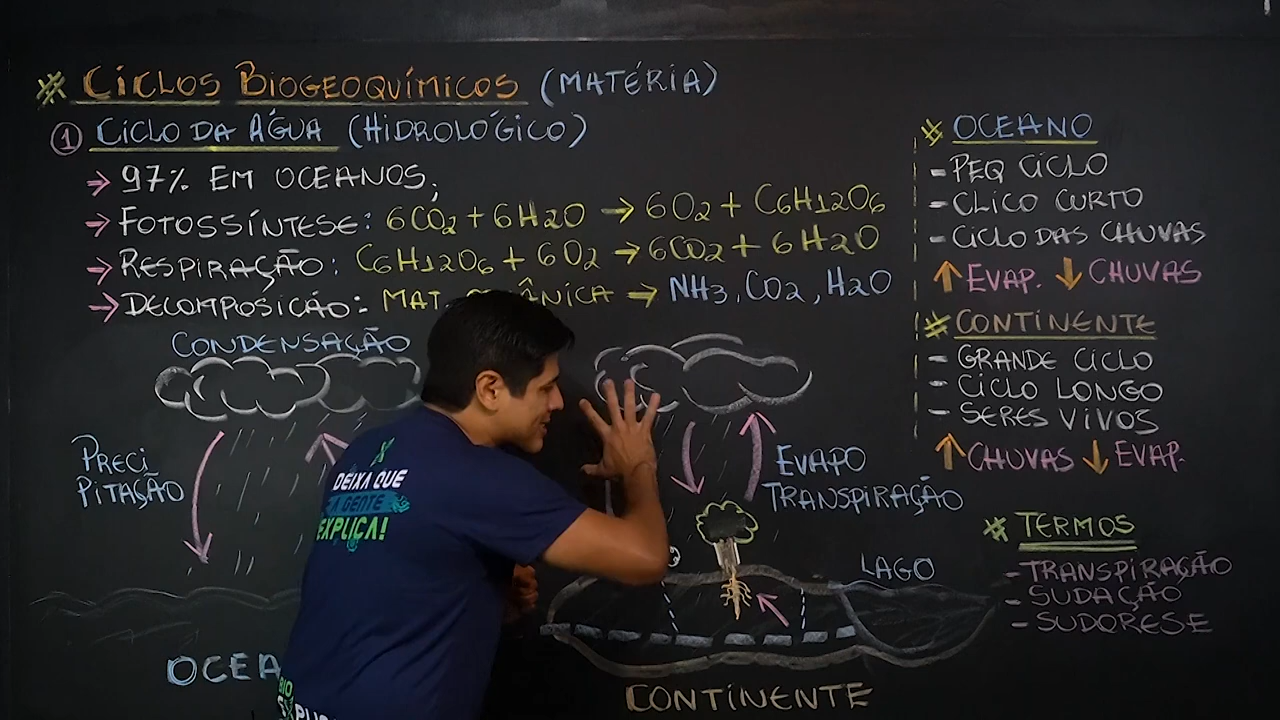 * CICLOS BIOGEOQUÍMICOS (MATÉRIA)
1 CICLO DA ÁGUA (HIDROLÓGICO)
→ 97% EM OCEANOS;
→ FOTOSSÍNTESE: 6CO2 + 6H2O → 6O2 + C6H12O6
→ RESPIRAÇÃO: C6H12O6 + 6O2 → 6CO2 + 6H2O
→ DECOMPOSICÃO: MAT. → NH3, CO2, H2O
CONDENSAÇÃO
PRECI
PITAÇÃO
EVAPO
TRANSPIRAÇÃO
LAGO
OCEA
CONTINENTE
* OCEANO
- PEQ CICLO
- CLICO CURTO
- CICLO DAS CHUVAS
↑ EVAP. ↓ CHUVAS
* CONTINENTE
- GRANDE CICLO
- CICLO LONGO
- SERES VIVOS
↑ CHUVAS ↓ EVAP.
* TERMOS
- TRANSPIRAÇÃO
- SUDAÇÃO
- SUDORESE
DEIXA QUE
A GENTE
EXPLICA!
BIO